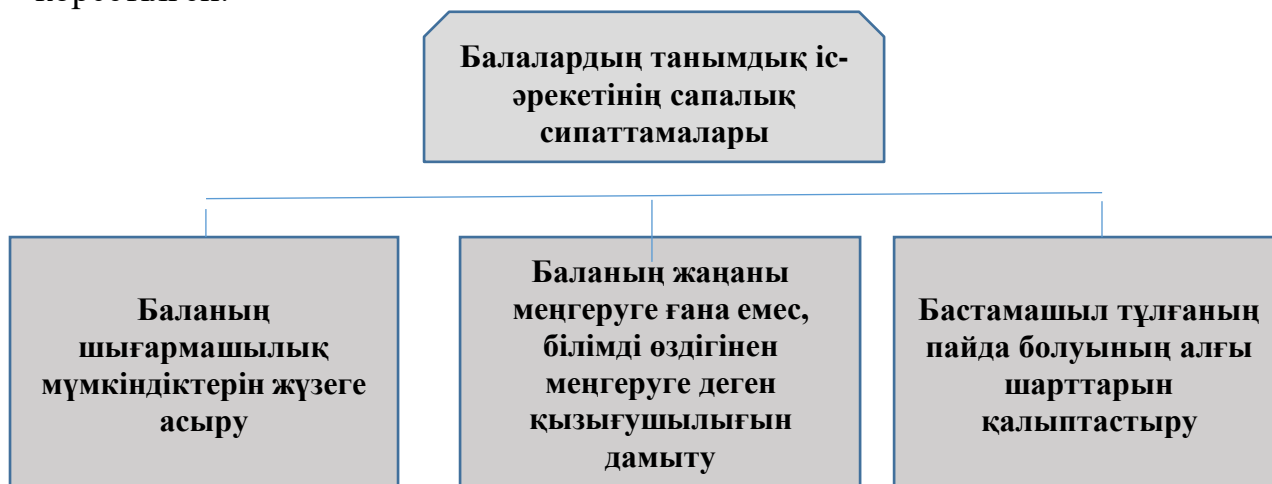 Балалардың танымдық іс-
әрекетінің сапалық
сипаттамалары
Баланың
шығармашылық
мүмкіндіктерін жүзеге
асыру
Баланың жаңаны
меңгеруге ғана емес,
білімді өздігінен
меңгеруге деген
қызығушылығын
дамыту
Бастамашыл тұлғаның
пайда болуының алғы
шарттарын
қалыптастыру